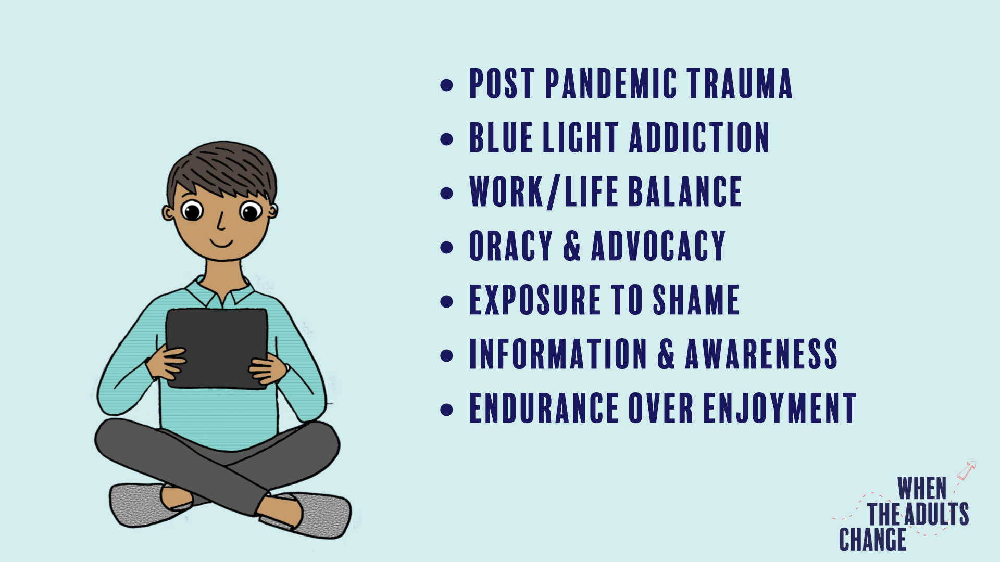 POST PANDEMIC TRAUMA
BLUE LIGHT ADDICTION
WORK/LIFE BALANCE
ORACY & ADVOCACY
EXPOSURE TO SHAME
INFORMATION & AWARENESS
ENDURANCE OVER ENJOYMENT
WHEN
THE ADULTS
CHANGE